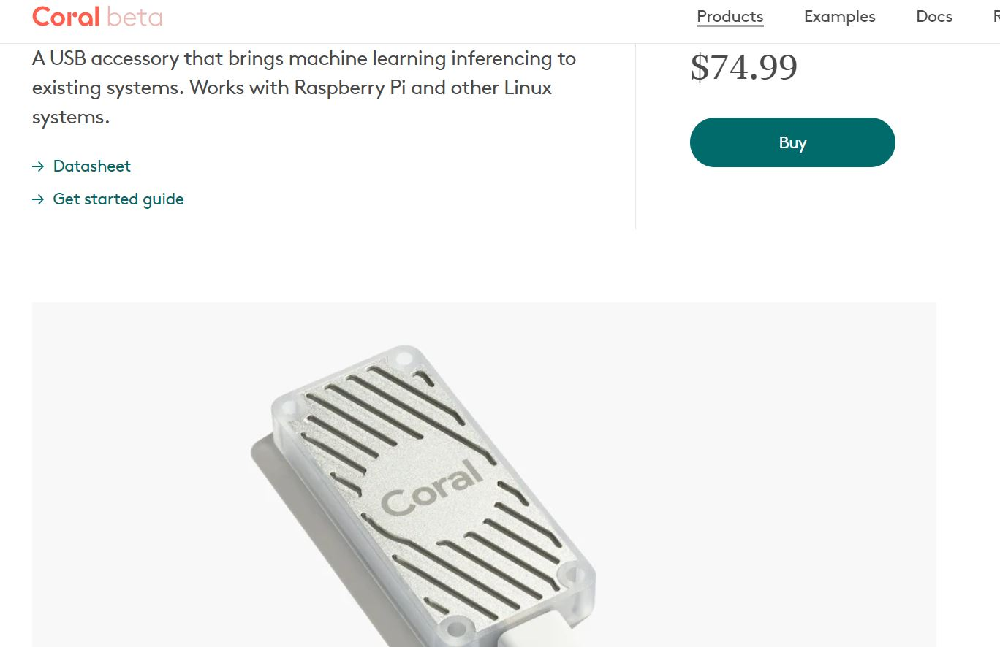 Coral beta
Products
Examples
Docs
R
A USB accessory that brings machine learning inferencing to
existing systems. Works with Raspberry Pi and other Linux
systems.
→ Datasheet
→ Get started guide
$74.99
Buy
Coral